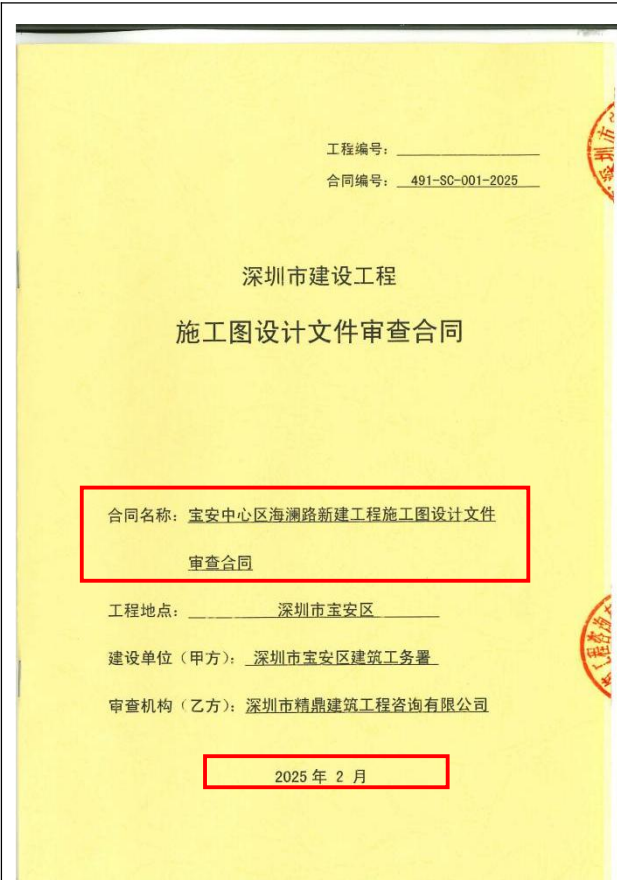 工程编号：
合同编号： 491-SC-001-2025
深圳市建设工程
施工图设计文件审查合同
合同名称：宝安中心区海澜路新建工程施工图设计文件
审查合同
工程地点： 深圳市宝安区
建设单位（甲方）：深圳市宝安区建筑工务署
审查机构（乙方）：深圳市精鼎建筑工程咨询有限公司
2025 年 2 月